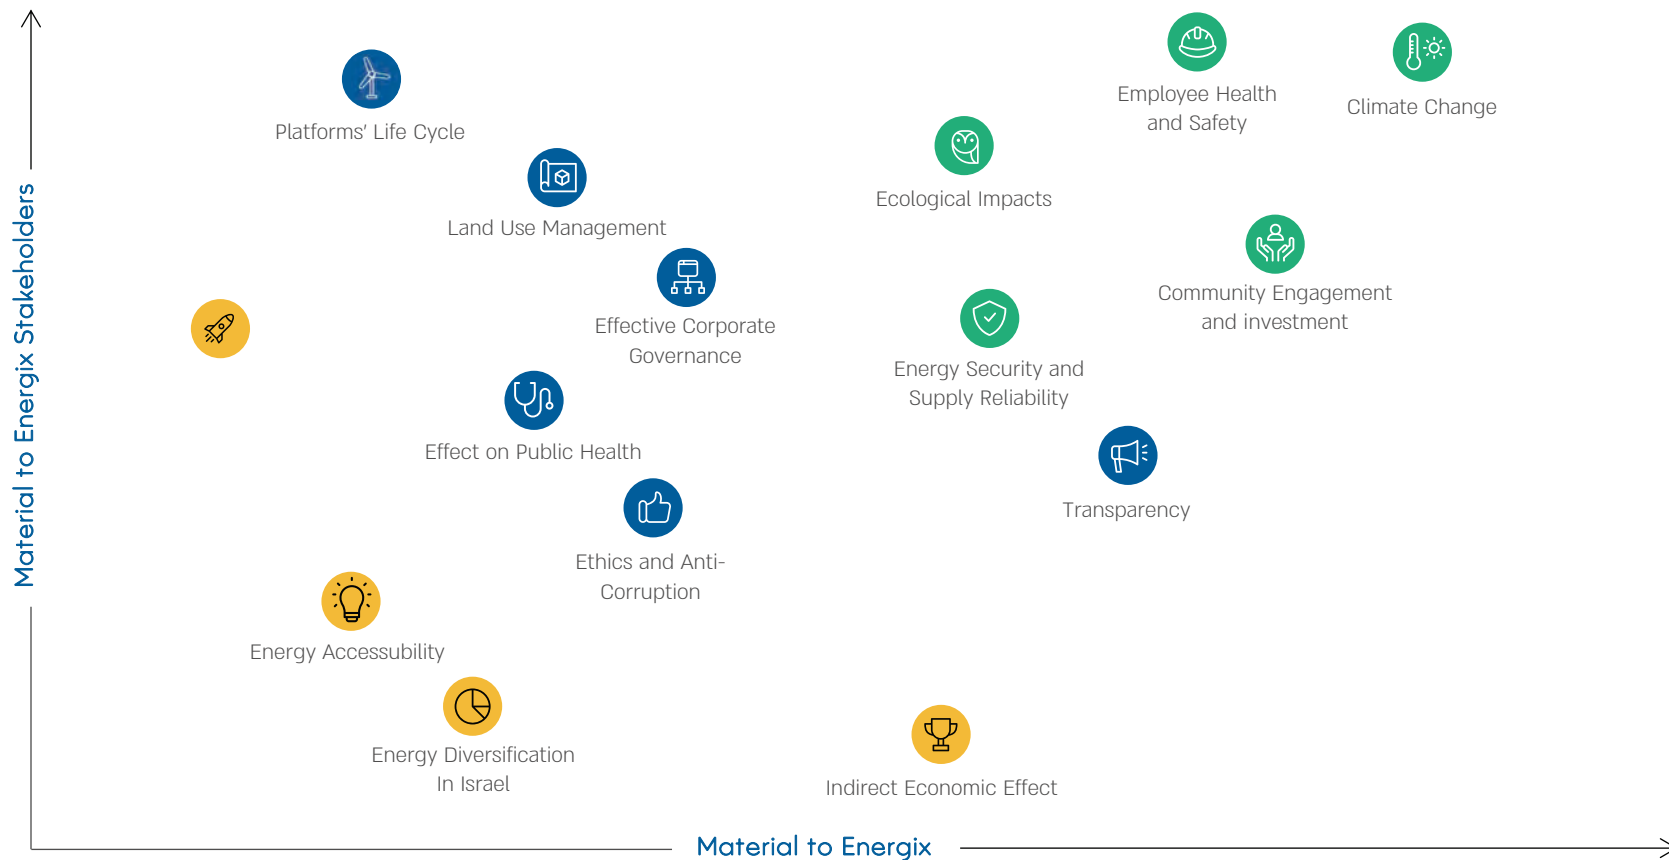 Employee Health
and Safety
Climate Change
Platforms' Life Cycle
Ecological Impacts
Land Use Management
Community Engagement
and investment
Effective Corporate
Governance
Energy Security and
Supply Reliability
Effect on Public Health
Transparency
Ethics and Anti-
Corruption
Energy Accessubility
Energy Diversification
In Israel
Indirect Economic Effect
Material to Energix Stakeholders
Material to Energix